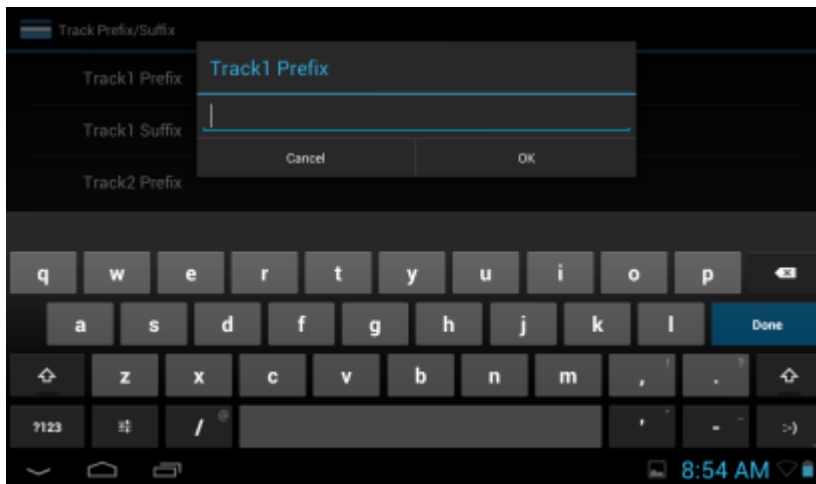 Track Prefix/Suffix
Track1 Prefix
Track1 Prefix
Track1 Suffix
Cancel OK
Track2 Prefix
q w e r t y u i o p
a s d f g h j k l Done
z x c v b n m , ! . ?
?123 / @ ' " - _ :-)
8:54 AM